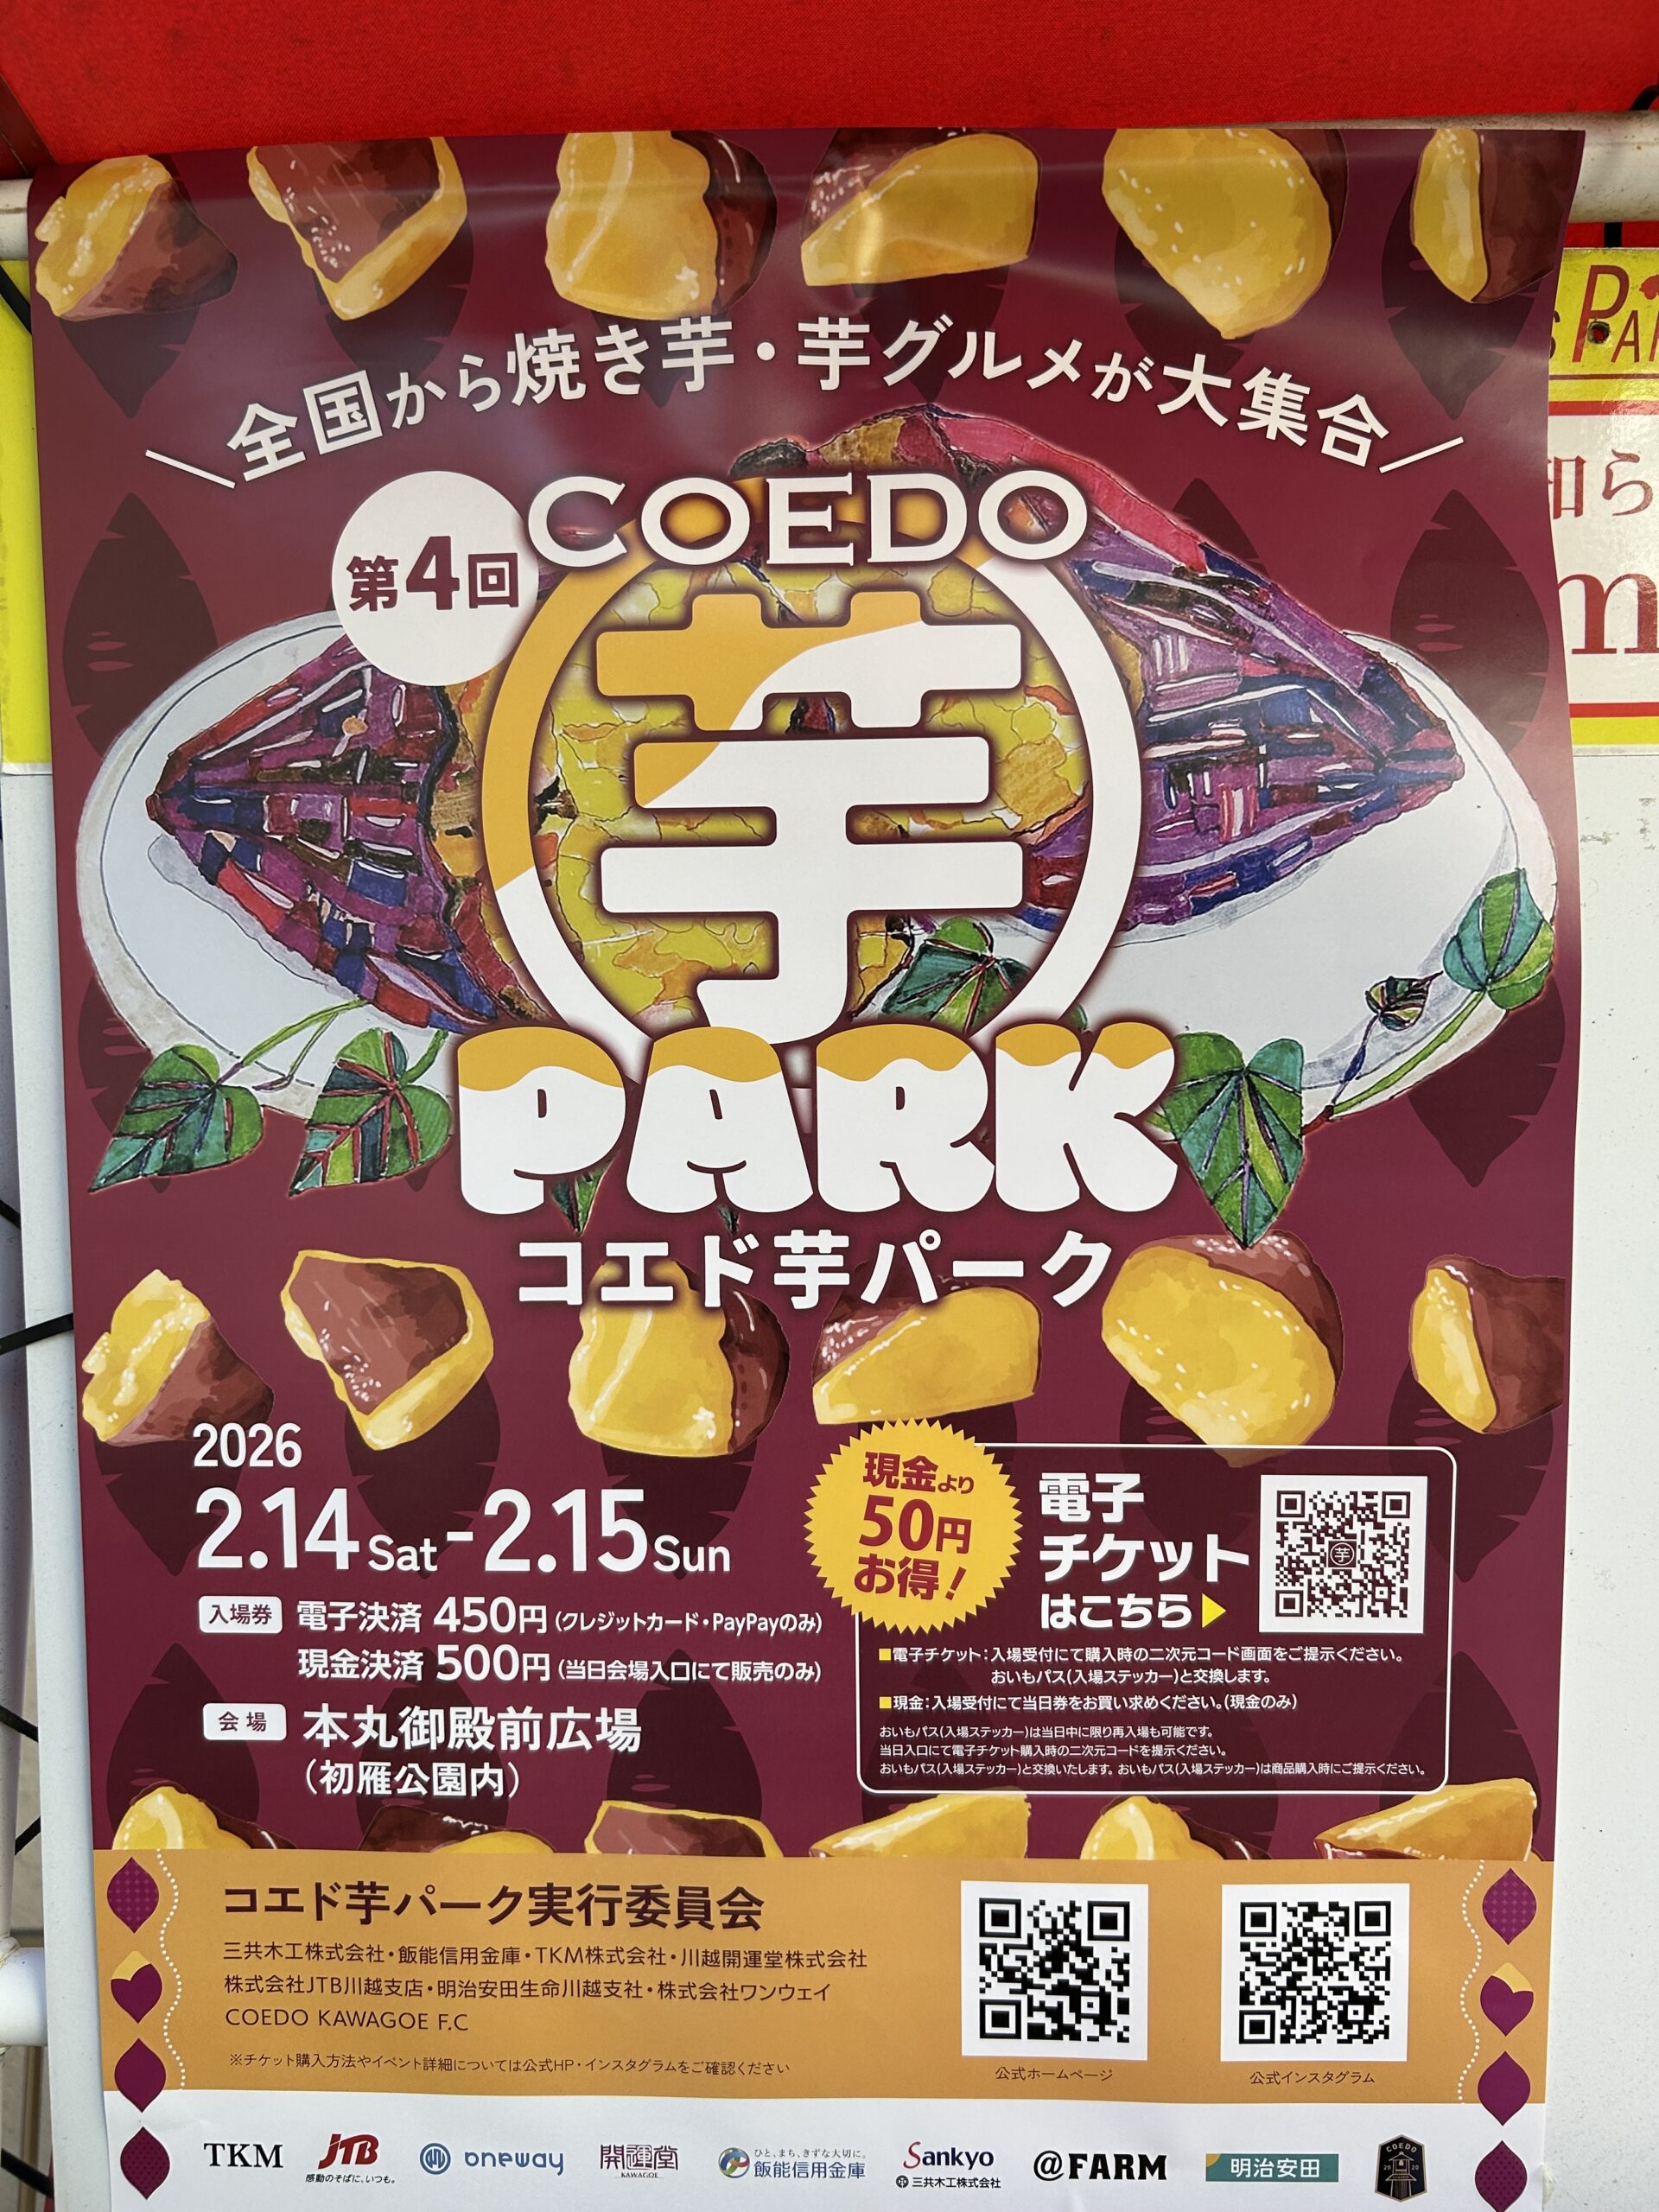 全国から焼き芋・芋グルメが大集合
第4回
COEDO
芋
PARK
コエド芋パーク
2026
2.14 Sat - 2.15 Sun
入場券 電子決済 450円 (クレジットカード・PayPayのみ)
現金決済 500円 (当日会場入口にて販売のみ)
会場 本丸御殿前広場
(初雁公園内)
現金より
50円
お得!
電子
チケット
はこちら
芋
■電子チケット:入場受付にて購入時の二次元コード画面をご提示ください。
おいもパス(入場ステッカー)と交換します。
■現金:入場受付にて当日券をお買い求めください。(現金のみ)
おいもパス(入場ステッカー)は当日中に限り再入場も可能です。
当日入口にて電子チケット購入時の二次元コードを提示ください。
おいもパス(入場ステッカー)と交換いたします。おいもパス(入場ステッカー)は商品購入時にご提示ください。
コエド芋パーク実行委員会
三共木工株式会社・飯能信用金庫・TKM株式会社・川越開運堂株式会社
株式会社JTB川越支店・明治安田生命川越支社・株式会社ワンウェイ
COEDO KAWAGOE F.C
※チケット購入方法やイベント詳細については公式HP・インスタグラムをご確認ください
公式ホームページ
公式インスタグラム
TKM
JTB
感動のそばに、いつも。
oneway
開運堂
KAWAGOE
ひと、まち、きずな大切に。
飯能信用金庫
Sankyo
三共木工株式会社
@FARM
明治安田
COEDO
2020